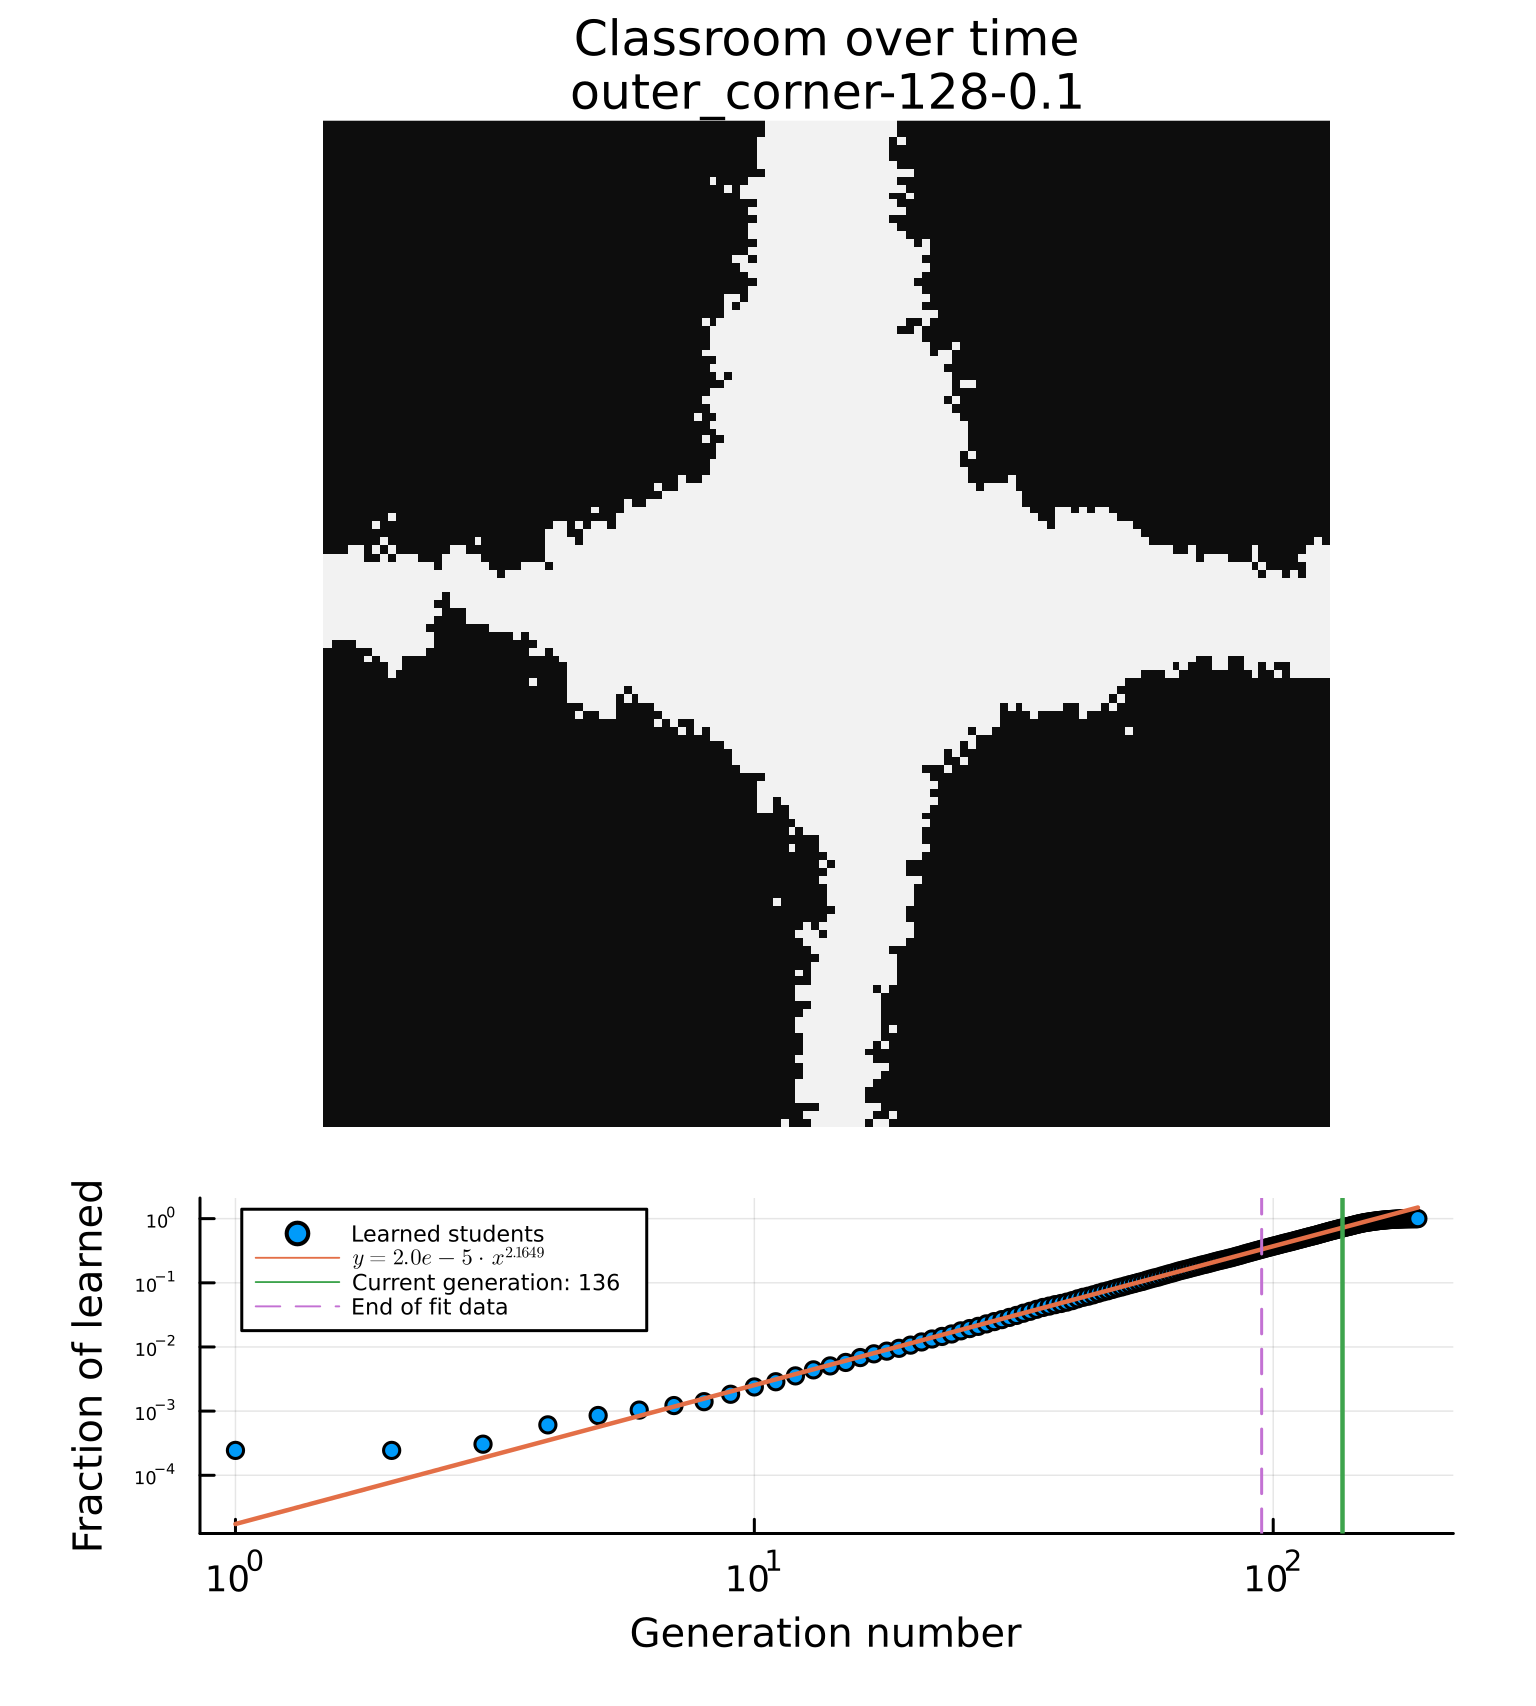 Classroom over time
outer_corner-128-0.1
Fraction of learned
10^0
10^-1
10^-2
10^-3
10^-4
Learned students
y = 2.0e − 5 · x^2.1649
Current generation: 136
End of fit data
10^0 10^1 10^2
Generation number